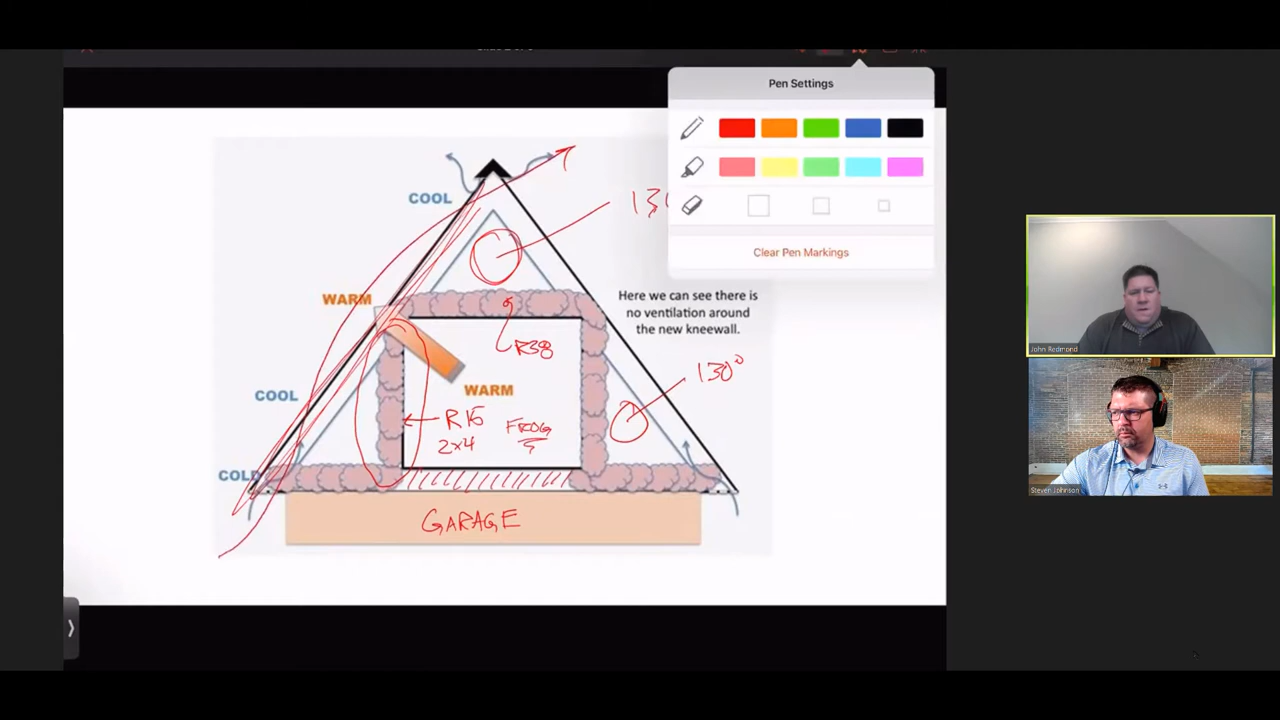 Pen Settings
Clear Pen Markings
COOL
130
WARM
Here we can see there is
no ventilation around
the new kneewall.
R38
130°
WARM
COOL
R15
2x4
FROG
?
COLD
GARAGE
John Redmond
Steven Johnson